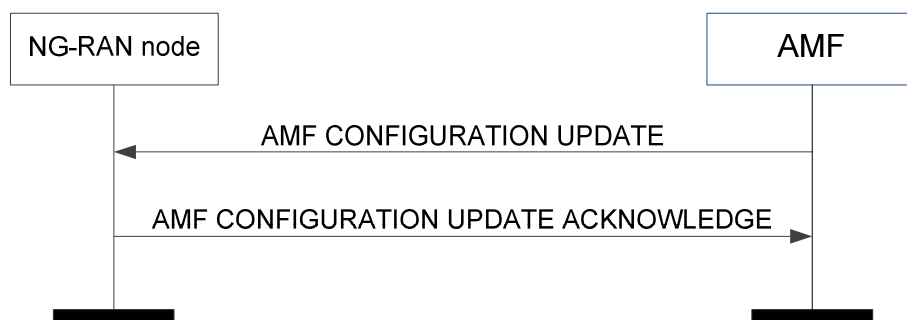 NG-RAN node
AMF
AMF CONFIGURATION UPDATE
AMF CONFIGURATION UPDATE ACKNOWLEDGE